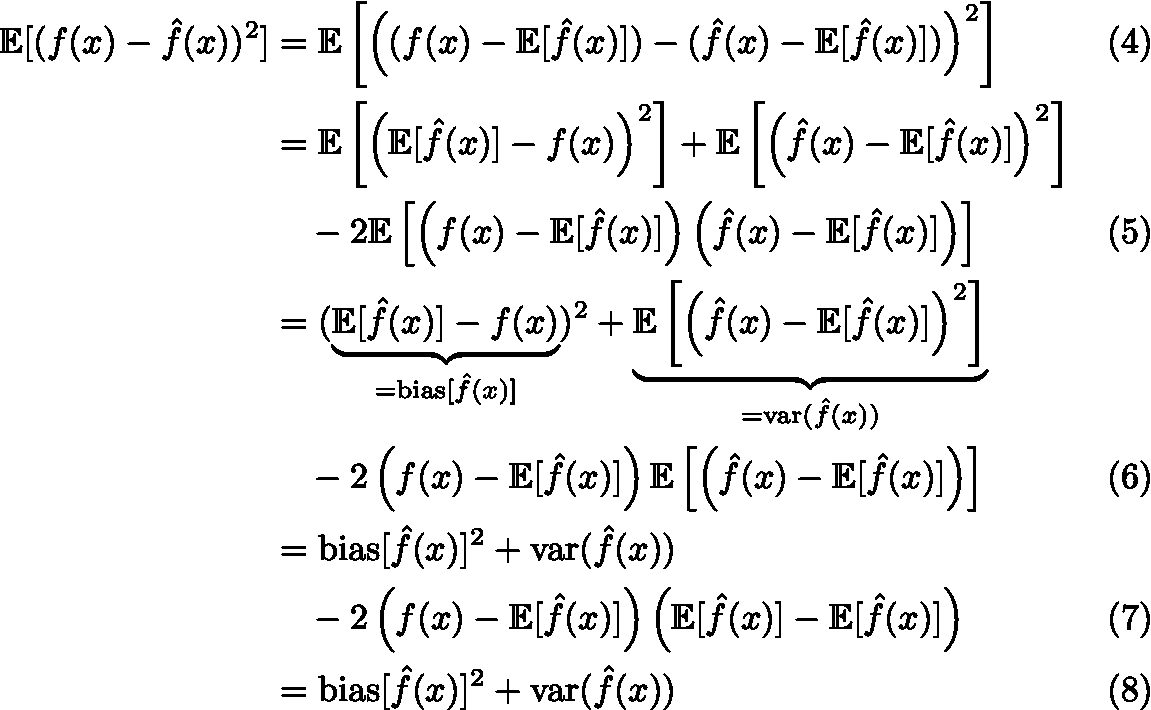 𝔼[(f(x) − f̂(x))²] = 𝔼[((f(x) − 𝔼[f̂(x)]) − (f̂(x) − 𝔼[f̂(x)]))²] (4)
= 𝔼[(𝔼[f̂(x)] − f(x))²] + 𝔼[(f̂(x) − 𝔼[f̂(x)])²]
− 2𝔼[(f(x) − 𝔼[f̂(x)])(f̂(x) − 𝔼[f̂(x)])] (5)
= (𝔼[f̂(x)] − f(x))² + 𝔼[(f̂(x) − 𝔼[f̂(x)])²]
=bias[f̂(x)]
=var(f̂(x))
− 2(f(x) − 𝔼[f̂(x)])𝔼[(f̂(x) − 𝔼[f̂(x)])] (6)
= bias[f̂(x)]² + var(f̂(x))
− 2(f(x) − 𝔼[f̂(x)])(𝔼[f̂(x)] − 𝔼[f̂(x)]) (7)
= bias[f̂(x)]² + var(f̂(x)) (8)